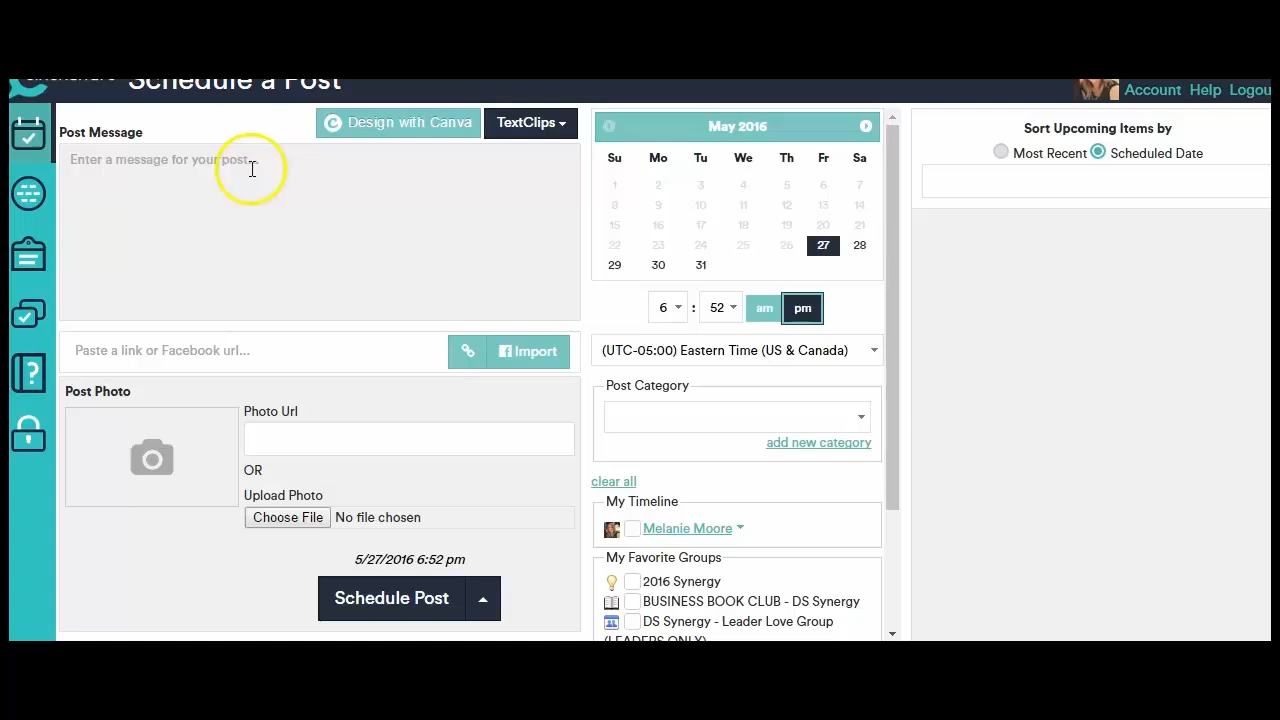 Schedule a Post
Account Help Logou
Post Message
Design with Canva
TextClips
Enter a message for your post...
Paste a link or Facebook url...
Import
Post Photo
Photo Url
OR
Upload Photo
Choose File No file chosen
5/27/2016 6:52 pm
Schedule Post
May 2016
Su Mo Tu We Th Fr Sa
1 2 3 4 5 6 7
8 9 10 11 12 13 14
15 16 17 18 19 20 21
22 23 24 25 26 27 28
29 30 31
6 : 52 am pm
(UTC-05:00) Eastern Time (US & Canada)
Post Category
add new category
clear all
My Timeline
Melanie Moore
My Favorite Groups
2016 Synergy
BUSINESS BOOK CLUB - DS Synergy
DS Synergy - Leader Love Group
(LEADERS ONLY)
Sort Upcoming Items by
Most Recent Scheduled Date